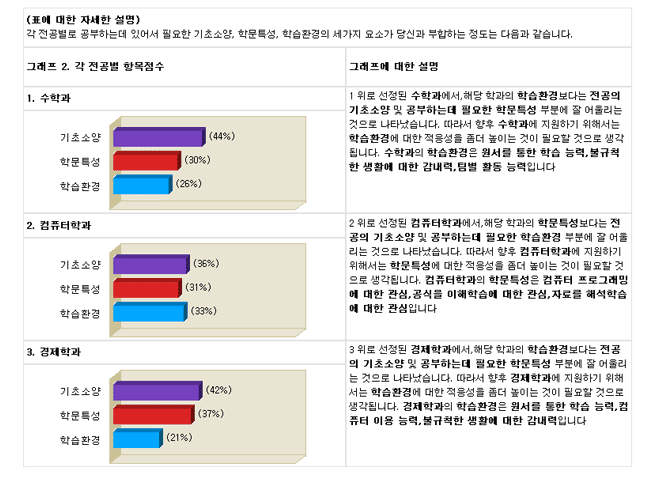 (표에 대한 자세한 설명)
각 전공별로 공부하는데 있어서 필요한 기초소양, 학문특성, 학습환경의 세가지 요소가 당신과 부합하는 정도는 다음과 같습니다.
그래프 2. 각 전공별 항목점수
그래프에 대한 설명
1. 수학과
기초소양 (44%)
학문특성 (30%)
학습환경 (26%)
1 위로 선정된 수학과에서,해당 학과의 학습환경보다는 전공의
기초소양 및 공부하는데 필요한 학문특성 부분에 잘 어울리는
것으로 나타났습니다. 따라서 향후 수학과에 지원하기 위해서는
학습환경에 대한 적응성을 좀더 높이는 것이 필요할 것으로 생각
됩니다. 수학과의 학습환경은 원서를 통한 학습 능력,불규칙
한 생활에 대한 감내력,팀별 활동 능력입니다
2. 컴퓨터학과
기초소양 (36%)
학문특성 (31%)
학습환경 (33%)
2 위로 선정된 컴퓨터학과에서,해당 학과의 학문특성보다는 전
공의 기초소양 및 공부하는데 필요한 학습환경 부분에 잘 어울
리는 것으로 나타났습니다. 따라서 향후 컴퓨터학과에 지원하기
위해서는 학문특성에 대한 적응성을 좀더 높이는 것이 필요할 것
으로 생각됩니다. 컴퓨터학과의 학문특성은 컴퓨터 프로그래밍
에 대한 관심,공식을 이해학습에 대한 관심,자료를 해석학습
에 대한 관심입니다
3. 경제학과
기초소양 (42%)
학문특성 (37%)
학습환경 (21%)
3 위로 선정된 경제학과에서,해당 학과의 학습환경보다는 전공
의 기초소양 및 공부하는데 필요한 학문특성 부분에 잘 어울리
는 것으로 나타났습니다. 따라서 향후 경제학과에 지원하기 위해
서는 학습환경에 대한 적응성을 좀더 높이는 것이 필요할 것으로
생각됩니다. 경제학과의 학습환경은 원서를 통한 학습 능력,컴
퓨터 이용 능력,불규칙한 생활에 대한 감내력입니다